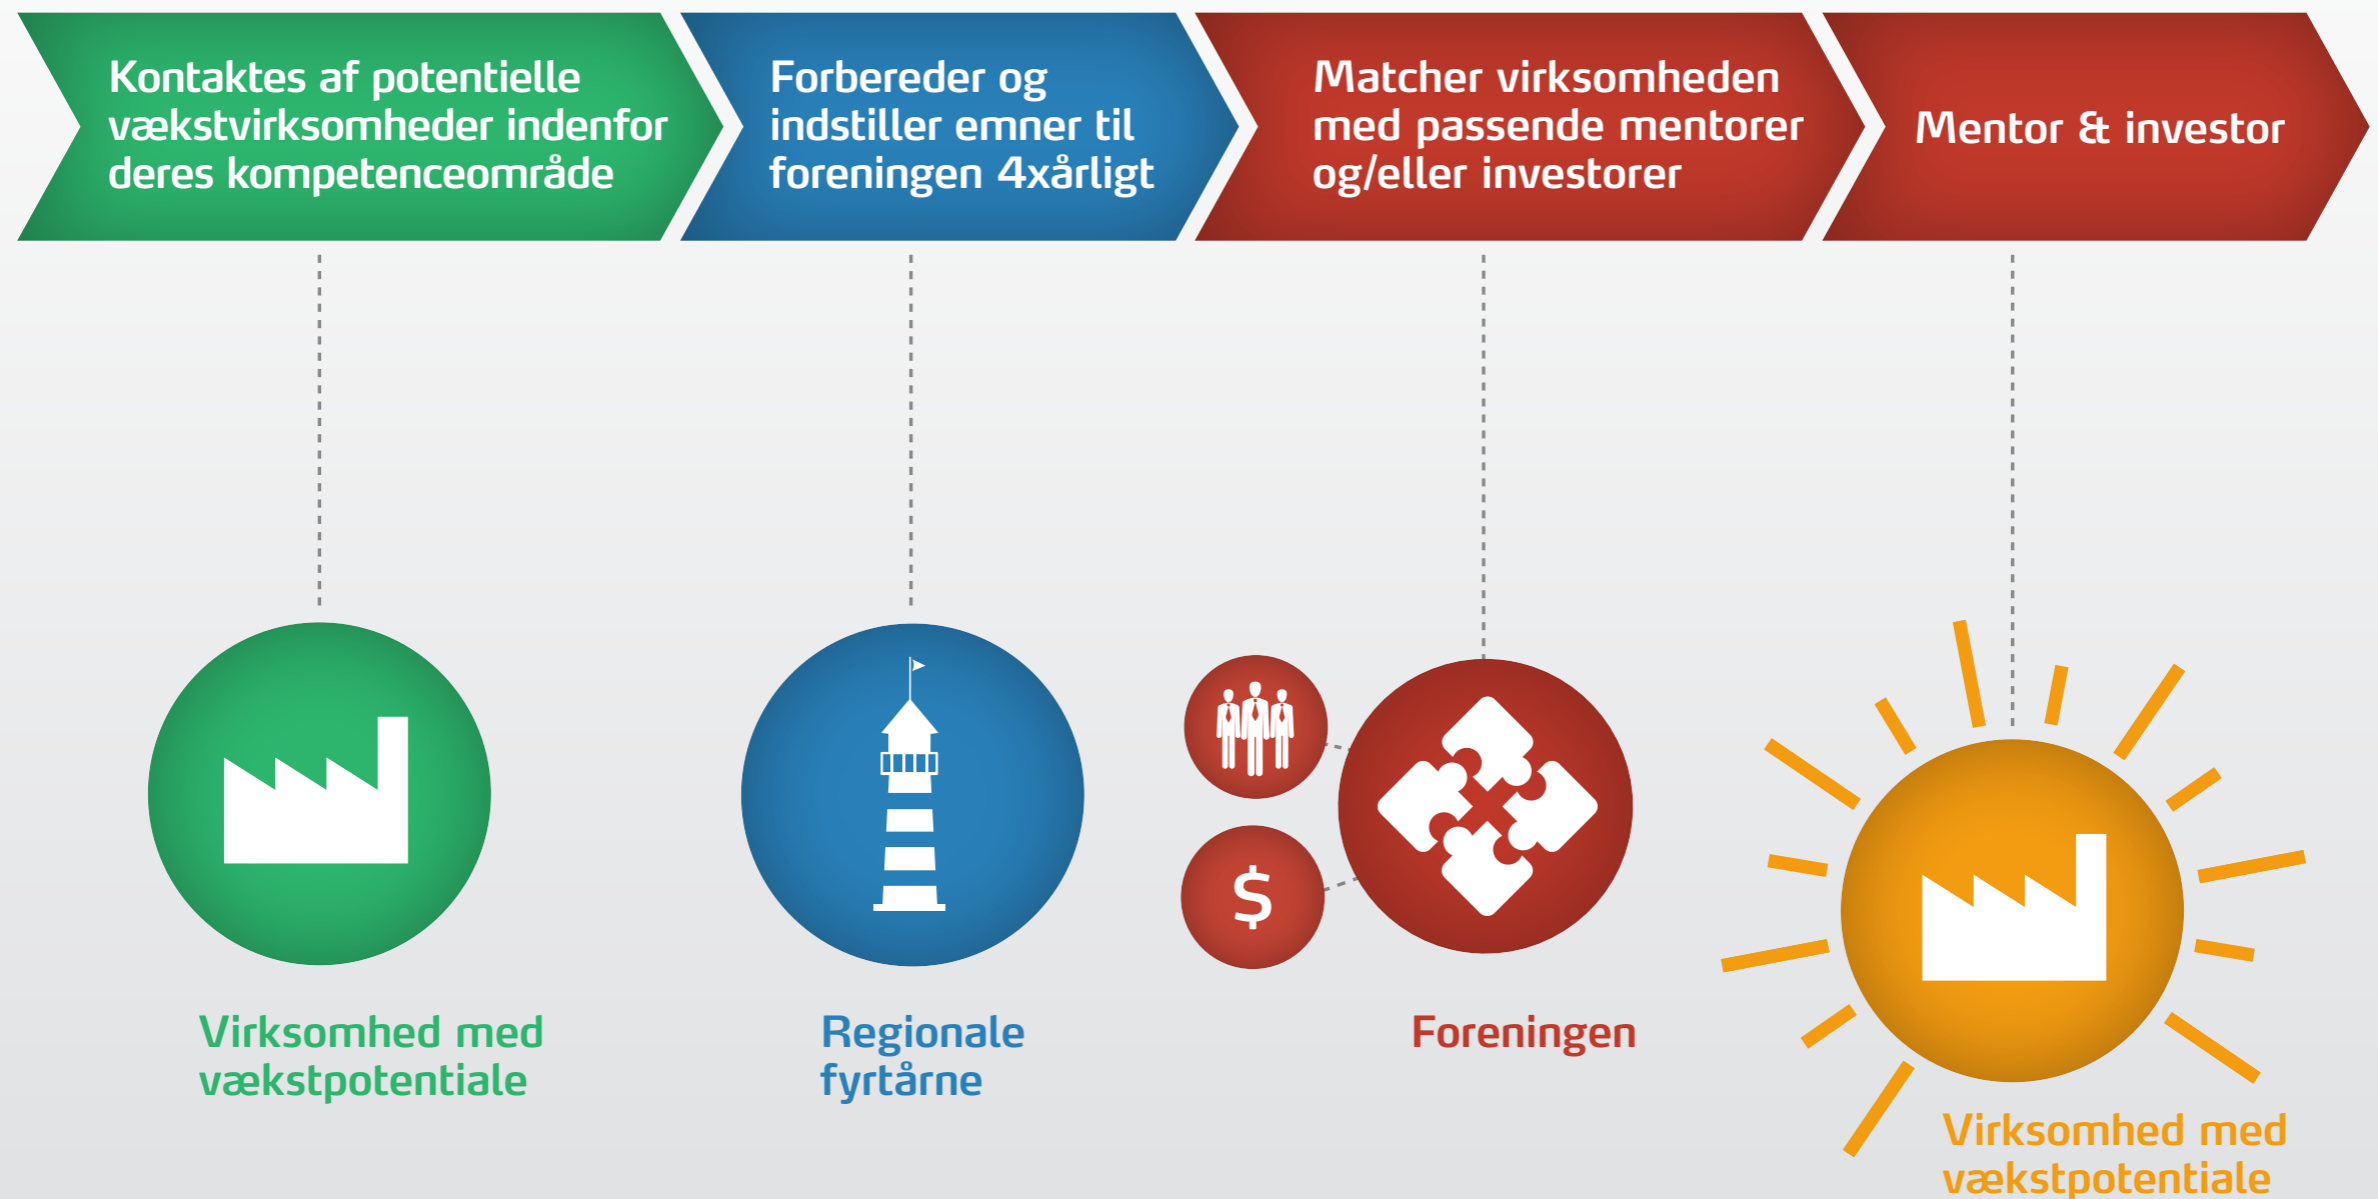 Kontaktes af potentielle
vækstvirksomheder indenfor
deres kompetenceområde
Forbereder og
indstiller emner til
foreningen 4xårligt
Matcher virksomheden
med passende mentorer
og/eller investorer
Mentor & investor
$
Virksomhed med
vækstpotentiale
Regionale
fyrtårne
Foreningen
Virksomhed med
vækstpotentiale